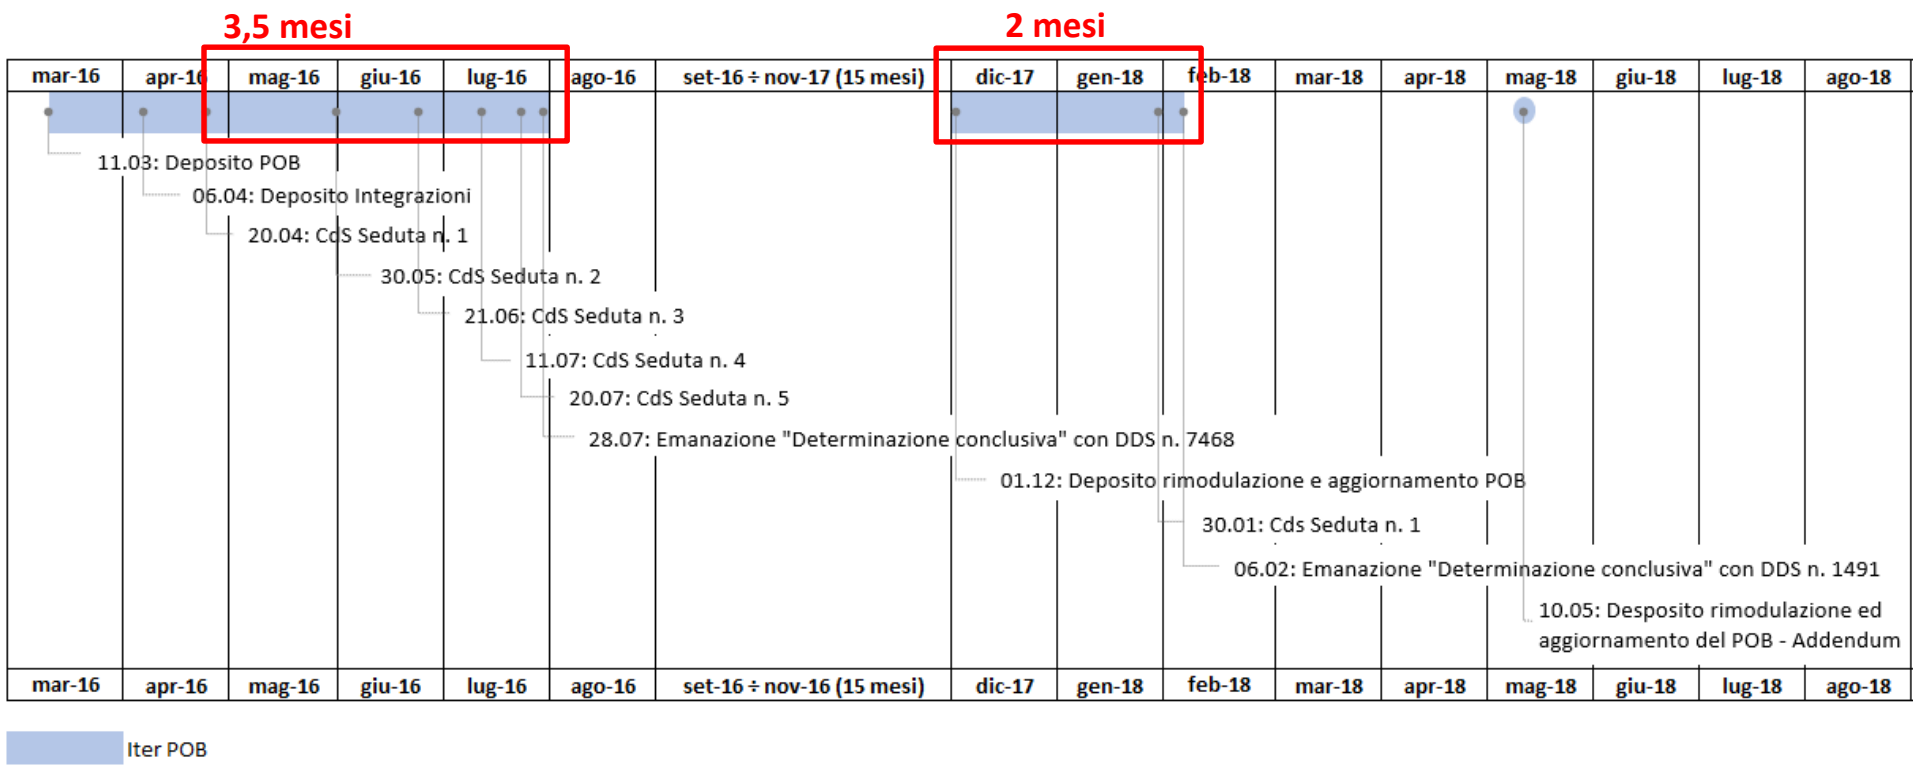 3,5 mesi
2 mesi
mar-16 apr-16 mag-16 giu-16 lug-16 ago-16 set-16 ÷ nov-17 (15 mesi) dic-17 gen-18 feb-18 mar-18 apr-18 mag-18 giu-18 lug-18 ago-18
11.03: Deposito POB
06.04: Deposito Integrazioni
20.04: CdS Seduta n. 1
30.05: CdS Seduta n. 2
21.06: CdS Seduta n. 3
11.07: CdS Seduta n. 4
20.07: CdS Seduta n. 5
28.07: Emanazione "Determinazione conclusiva" con DDS n. 7468
01.12: Deposito rimodulazione e aggiornamento POB
30.01: Cds Seduta n. 1
06.02: Emanazione "Determinazione conclusiva" con DDS n. 1491
10.05: Desposito rimodulazione ed
aggiornamento del POB - Addendum
mar-16 apr-16 mag-16 giu-16 lug-16 ago-16 set-16 ÷ nov-16 (15 mesi) dic-17 gen-18 feb-18 mar-18 apr-18 mag-18 giu-18 lug-18 ago-18
Iter POB